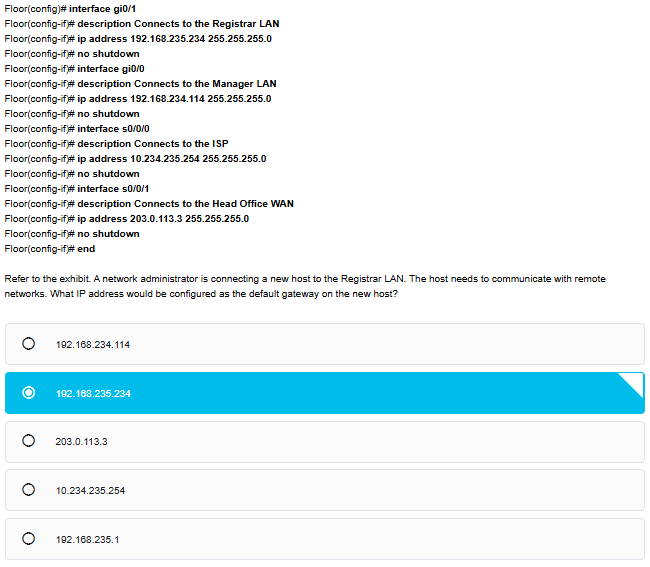 Floor(config)# interface gi0/1
Floor(config-if)# description Connects to the Registrar LAN
Floor(config-if)# ip address 192.168.235.234 255.255.255.0
Floor(config-if)# no shutdown
Floor(config-if)# interface gi0/0
Floor(config-if)# description Connects to the Manager LAN
Floor(config-if)# ip address 192.168.234.114 255.255.255.0
Floor(config-if)# no shutdown
Floor(config-if)# interface s0/0/0
Floor(config-if)# description Connects to the ISP
Floor(config-if)# ip address 10.234.235.254 255.255.255.0
Floor(config-if)# no shutdown
Floor(config-if)# interface s0/0/1
Floor(config-if)# description Connects to the Head Office WAN
Floor(config-if)# ip address 203.0.113.3 255.255.255.0
Floor(config-if)# no shutdown
Floor(config-if)# end
Refer to the exhibit. A network administrator is connecting a new host to the Registrar LAN. The host needs to communicate with remote
networks. What IP address would be configured as the default gateway on the new host?
192.168.234.114
192.168.235.234
203.0.113.3
10.234.235.254
192.168.235.1